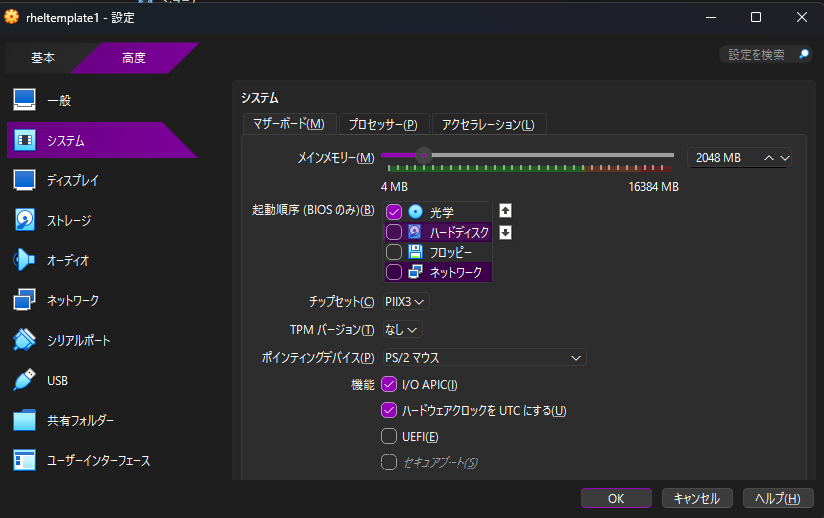 rheltemplate1 - 設定
基本
高度
設定を検索
一般
システム
ディスプレイ
ストレージ
オーディオ
ネットワーク
シリアルポート
USB
共有フォルダー
ユーザーインターフェース
システム
マザーボード(M) プロセッサー(P) アクセラレーション(L)
メインメモリー(M)
2048 MB
4 MB 16384 MB
起動順序 (BIOS のみ)(B)
光学
ハードディスク
フロッピー
ネットワーク
チップセット(C) PIIX3
TPM バージョン(T) なし
ポインティングデバイス(P) PS/2 マウス
機能 I/O APIC(I)
ハードウェアクロックを UTC にする(U)
UEFI(E)
セキュアブート(S)
OK キャンセル ヘルプ(H)